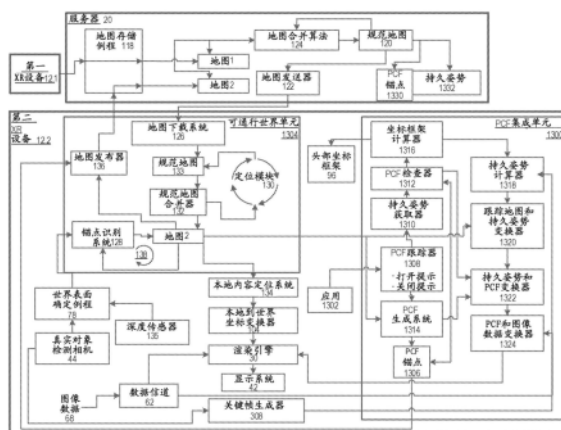 服务器 20
第一
XR设备 12.1
地图存储
例程
118
地图1
地图2
地图合并算法
124
规范地图
120
地图发送器
122
PCF
锚点
1330
持久姿势
1332
第二
XR
设备 12.2
可通行世界单元
1304
地图下载系统
126
地图发布器
136
规范地图
133
定位模块
130
规范地图
合并器
132
锚点识别
系统 128
138
地图2
世界表面
确定例程
78
深度传感器
135
真实对象
检测相机
44
图像
数据
68
数据信道
62
本地内容定位系统
134
本地到世界
坐标变换器
104
渲染引擎
30
显示系统
42
关键帧生成器
308
PCF集成单元
1300
坐标框架
计算器
1316
头部坐标
框架
96
PCF检查器
1312
持久姿势
获取器
1310
持久姿势
计算器
1318
跟踪地图和
持久姿势
变换器
1320
应用
1302
PCF跟踪器
1308
·打开提示
·关闭提示
持久姿势和
PCF变换器
1322
PCF
生成系统
1314
PCF和图像
数据变换器
1324
PCF
锚点
1306